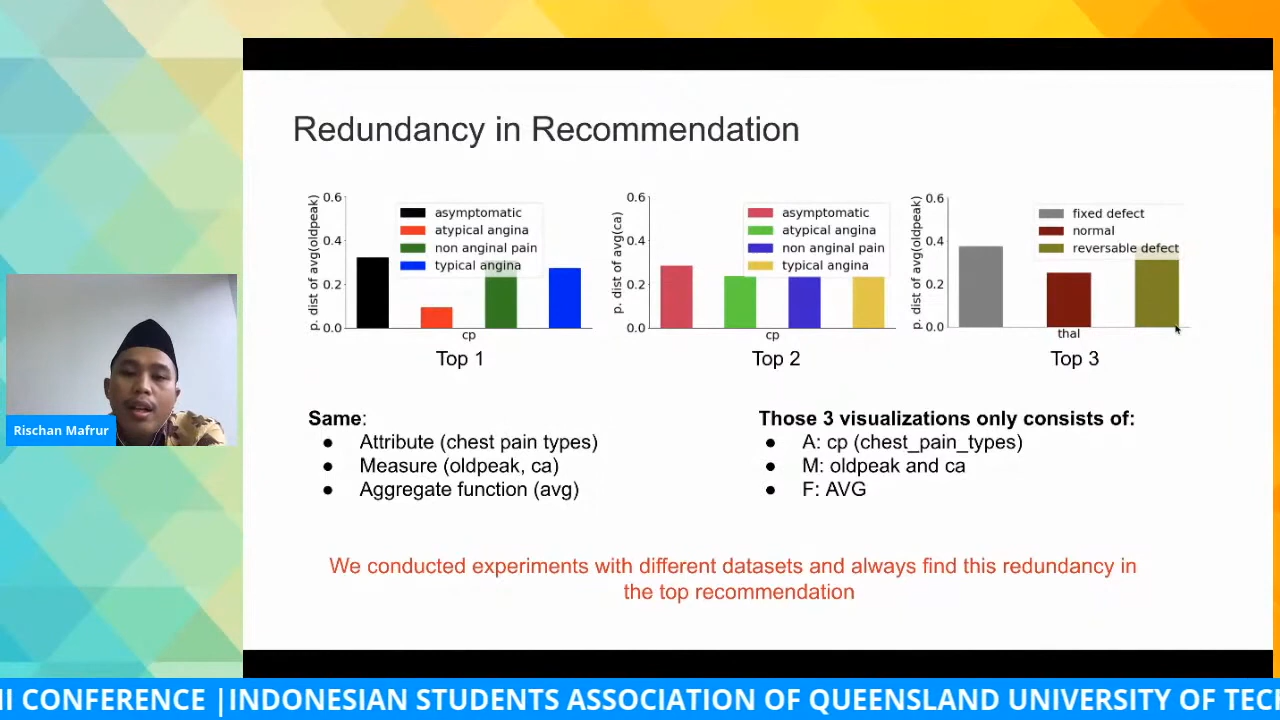 Redundancy in Recommendation
p. dist of avg(oldpeak)
0.6
0.4
0.2
0.0
asymptomatic
atypical angina
non anginal pain
typical angina
cp
Top 1
p. dist of avg(ca)
0.6
0.4
0.2
0.0
asymptomatic
atypical angina
non anginal pain
typical angina
cp
Top 2
p. dist of avg(oldpeak)
0.6
0.4
0.2
0.0
fixed defect
normal
reversable defect
thal
Top 3
Same:
● Attribute (chest pain types)
● Measure (oldpeak, ca)
● Aggregate function (avg)
Those 3 visualizations only consists of:
● A: cp (chest_pain_types)
● M: oldpeak and ca
● F: AVG
We conducted experiments with different datasets and always find this redundancy in
the top recommendation
Rischan Mafrur
CONFERENCE |INDONESIAN STUDENTS ASSOCIATION OF QUEENSLAND UNIVERSITY OF TEC